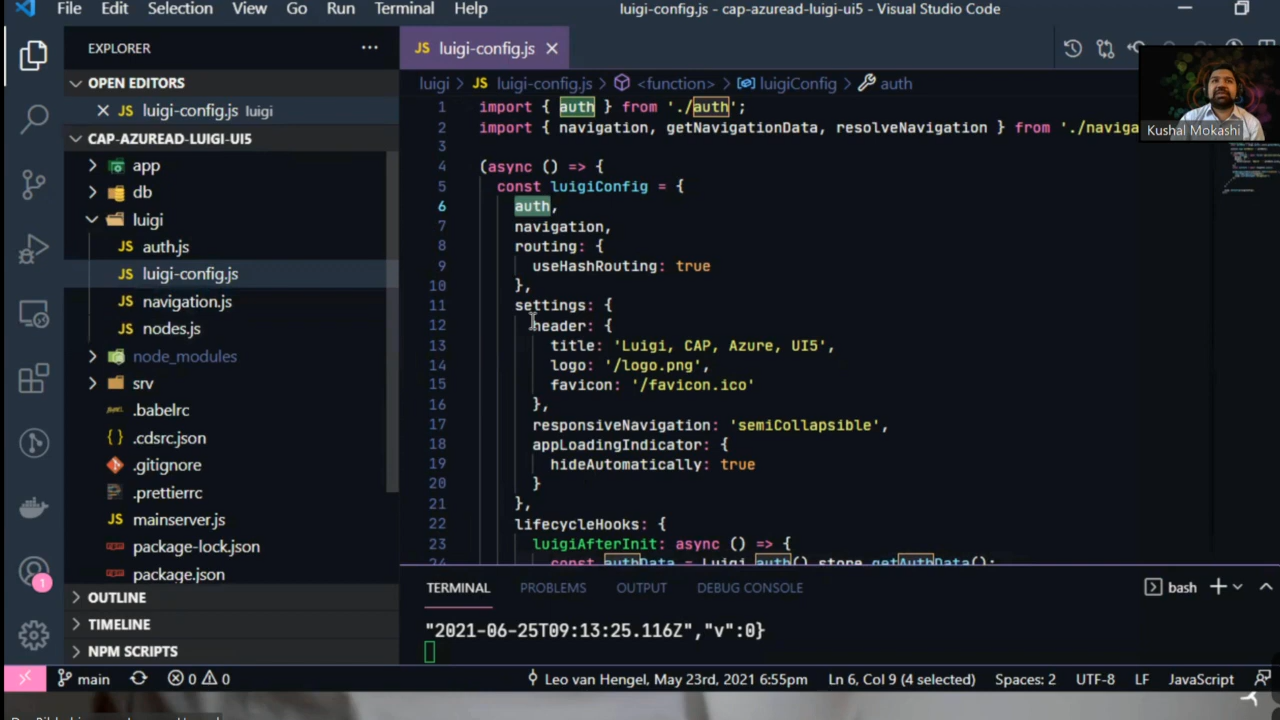 File Edit Selection View Go Run Terminal Help
luigi-config.js - cap-azuread-luigi-ui5 - Visual Studio Code
EXPLORER
OPEN EDITORS
luigi-config.js luigi
CAP-AZUREAD-LUIGI-UI5
app
db
luigi
JS auth.js
JS luigi-config.js
JS navigation.js
JS nodes.js
node_modules
srv
.babelrc
{} .cdsrc.json
.gitignore
.prettierrc
JS mainserver.js
package-lock.json
package.json
OUTLINE
TIMELINE
NPM SCRIPTS
JS luigi-config.js
luigi > JS luigi-config.js > <function> > luigiConfig > auth
Kushal Mokashi
1 import { auth } from './auth';
2 import { navigation, getNavigationData, resolveNavigation } from './naviga
3
4 (async () => {
5 const luigiConfig = {
6 auth,
7 navigation,
8 routing: {
9 useHashRouting: true
10 },
11 settings: {
12 header: {
13 title: 'Luigi, CAP, Azure, UI5',
14 logo: '/logo.png',
15 favicon: '/favicon.ico'
16 },
17 responsiveNavigation: 'semiCollapsible',
18 appLoadingIndicator: {
19 hideAutomatically: true
20 }
21 },
22 lifecycleHooks: {
23 luigiAfterInit: async () => {
24 const authData = Luigi.auth().store.getAuthData();
TERMINAL PROBLEMS OUTPUT DEBUG CONSOLE
bash
"2021-06-25T09:13:25.116Z","v":0}
1
main 0 0 Leo van Hengel, May 23rd, 2021 6:55pm Ln 6, Col 9 (4 selected) Spaces: 2 UTF-8 LF JavaScript